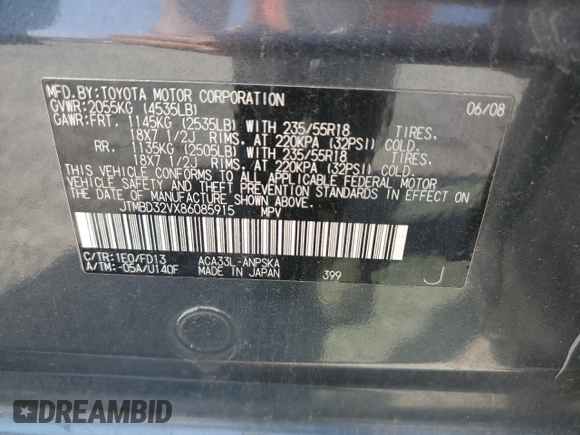 MFD.BY:TOYOTA MOTOR CORPORATION 06/08
GVWR:2055KG (4535LB)
GAWR:FRT. 1145KG (2535LB) WITH 235/55R18 TIRES.
18X7 1/2J RIMS. AT 220KPA (32PSI) COLD.
RR. 1135KG (2505LB) WITH 235/55R18 TIRES.
18X7 1/2J RIMS. AT 220KPA (32PSI) COLD.
THIS VEHICLE CONFORMS TO ALL APPLICABLE FEDERAL MOTOR
VEHICLE SAFETY AND THEFT PREVENTION STANDARDS IN EFFECT ON
THE DATE OF MANUFACTURE SHOWN ABOVE.
JTMBD32VX86085915 MPV
C/TR:1E0/FD13 ACA33L-ANPSKA
A/TM:-05A/U140F MADE IN JAPAN 399 J
DREAMBID